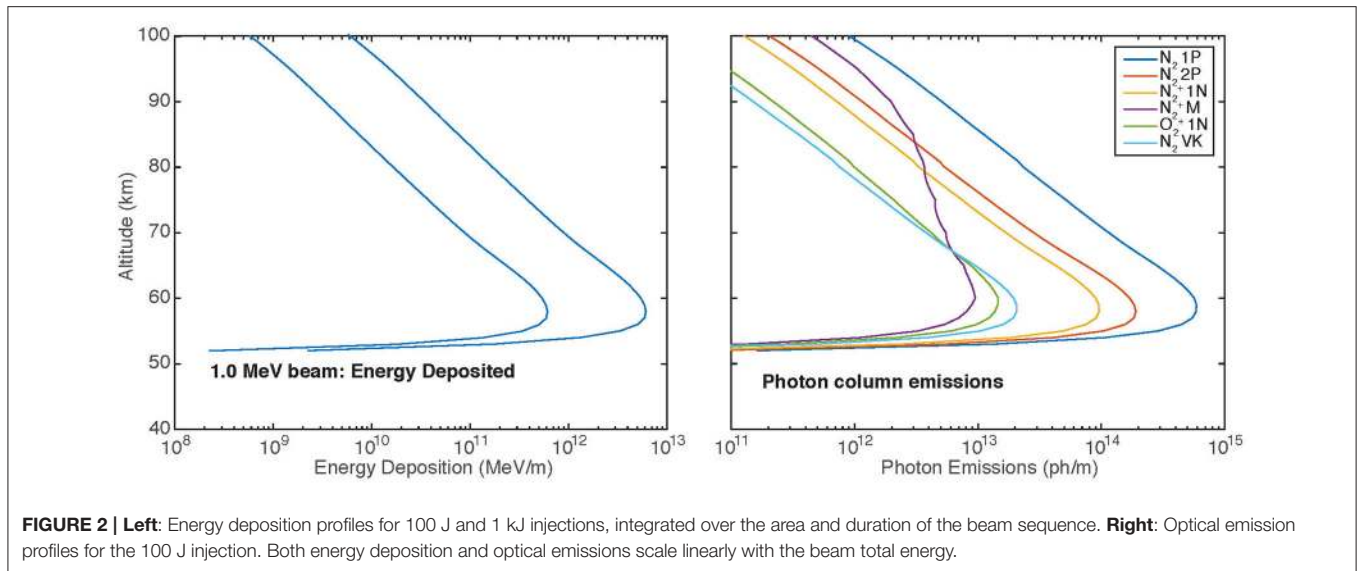 100
90
80
70
60
50
40
Altitude (km)
1.0 MeV beam: Energy Deposited
10^8 10^9 10^10 10^11 10^12 10^13
Energy Deposition (MeV/m)
N₂ 1P
N₂ 2P
N₂⁺ 1N
N₂⁺ M
O₂⁺ 1N
N₂ VK
Photon column emissions
10^11 10^12 10^13 10^14 10^15
Photon Emissions (ph/m)
FIGURE 2 | Left: Energy deposition profiles for 100 J and 1 kJ injections, integrated over the area and duration of the beam sequence. Right: Optical emission
profiles for the 100 J injection. Both energy deposition and optical emissions scale linearly with the beam total energy.